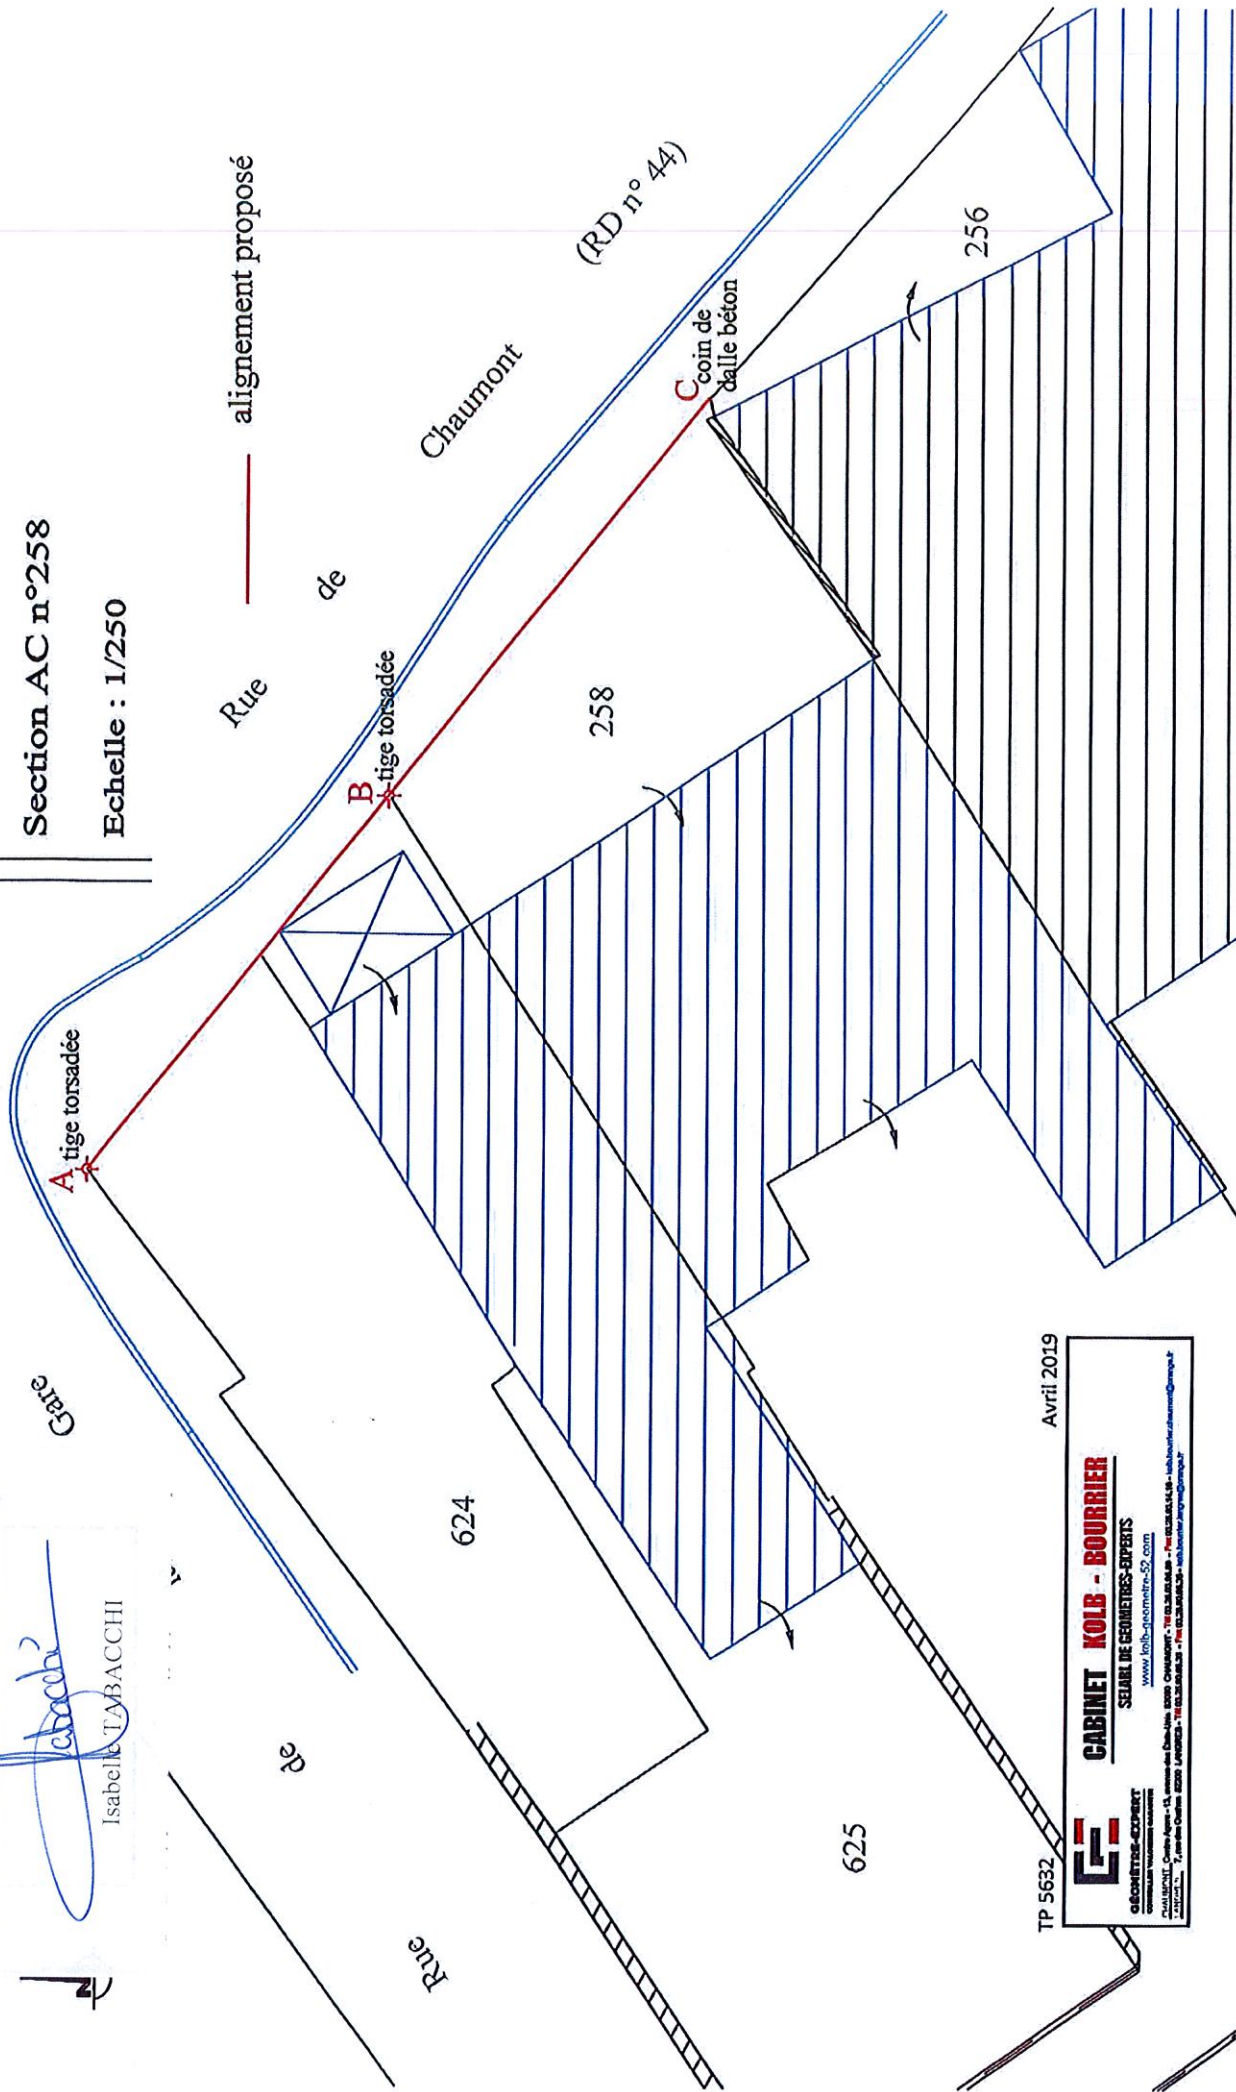 Section AC n°258
Echelle : 1/250
alignement proposé
Isabelle TABACCHI
N
Gare
de
Rue
A
tige torsadée
B
tige torsadée
C
coin de
dalle béton
Rue
de
Chaumont
(RD n° 44)
624
625
258
256
TP 5632
Avril 2019
CABINET KOLB - BOURRIER
SELARL DE GEOMETRES-EXPERTS
GÉOMÈTRE-EXPERT
www.kolb-geometre-52.com